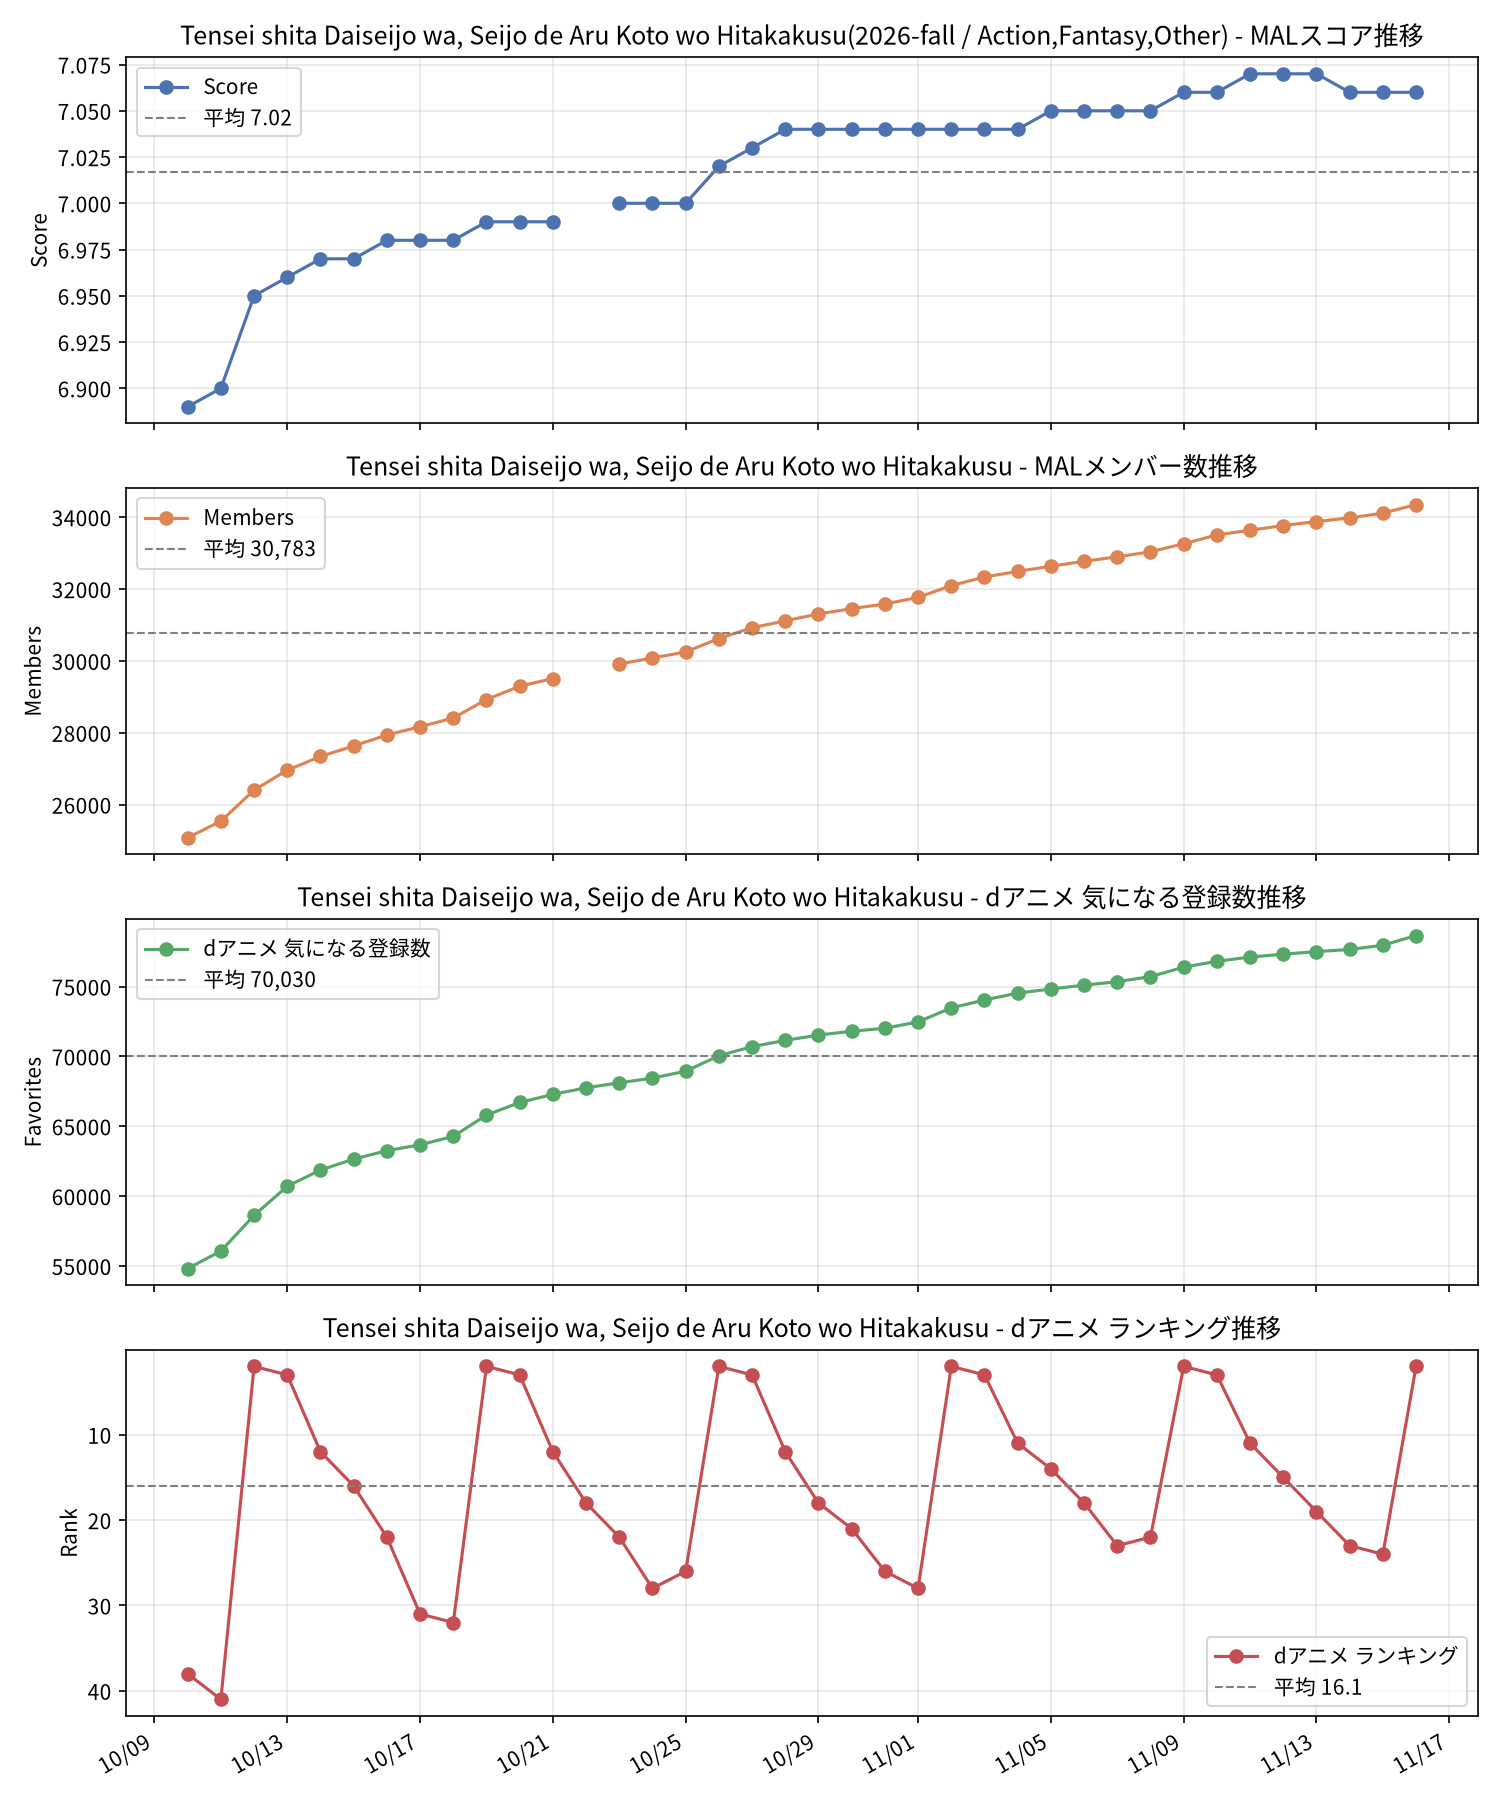 Tensei shita Daiseijo wa, Seijo de Aru Koto wo Hitakakusu(2026-fall / Action,Fantasy,Other) - MALスコア推移
Score
平均 7.02
7.075
7.050
7.025
7.000
6.975
6.950
6.925
6.900
Score
Tensei shita Daiseijo wa, Seijo de Aru Koto wo Hitakakusu - MALメンバー数推移
Members
平均 30,783
34000
32000
30000
28000
26000
Members
Tensei shita Daiseijo wa, Seijo de Aru Koto wo Hitakakusu - dアニメ 気になる登録数推移
dアニメ 気になる登録数
平均 70,030
75000
70000
65000
60000
55000
Favorites
Tensei shita Daiseijo wa, Seijo de Aru Koto wo Hitakakusu - dアニメ ランキング推移
10
20
30
40
Rank
dアニメ ランキング
平均 16.1
10/09
10/13
10/17
10/21
10/25
10/29
11/01
11/05
11/09
11/13
11/17